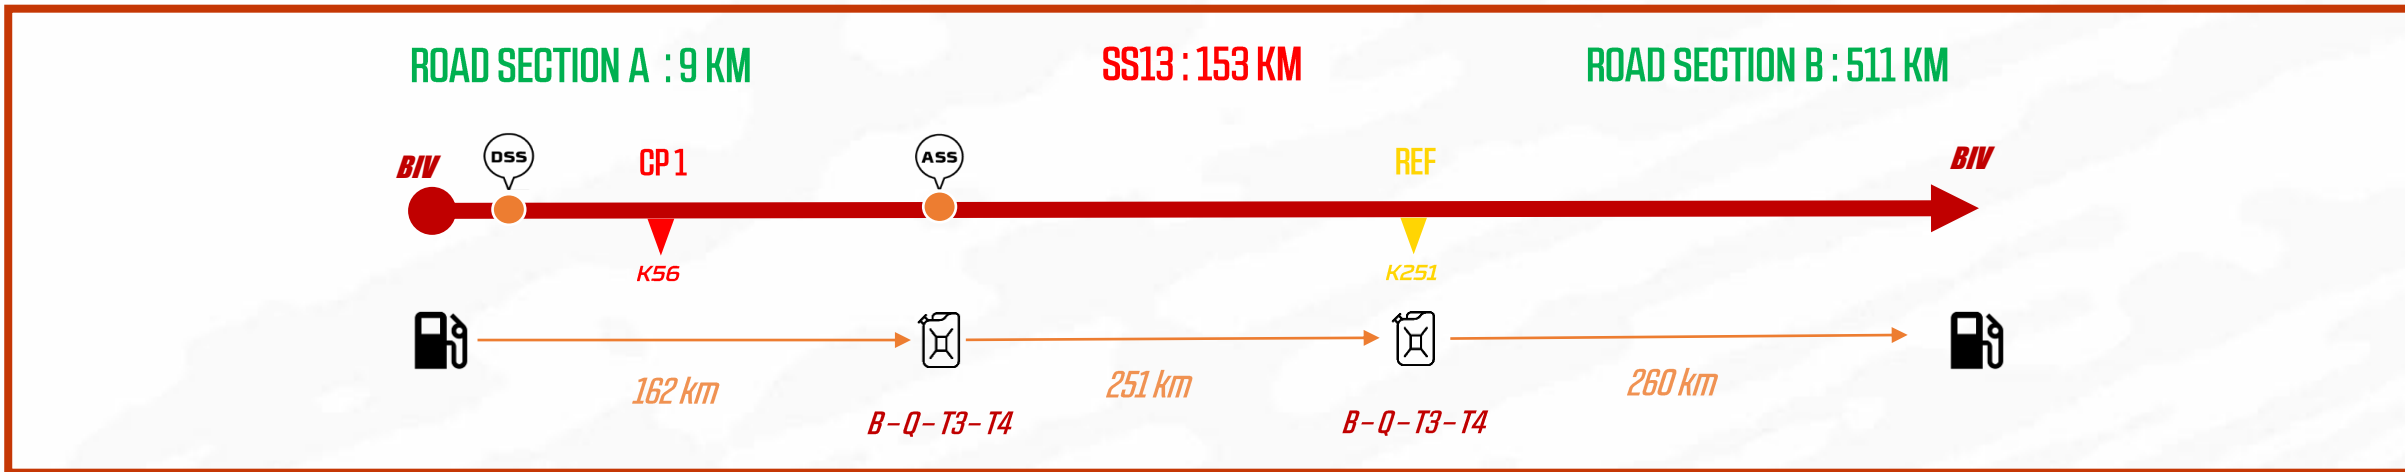 ROAD SECTION A : 9 KM
SS13 : 153 KM
ROAD SECTION B : 511 KM
BIV
DSS
CP 1
ASS
REF
BIV
K56
K251
162 km
251 km
260 km
B – Q – T3 – T4
B – Q – T3 – T4